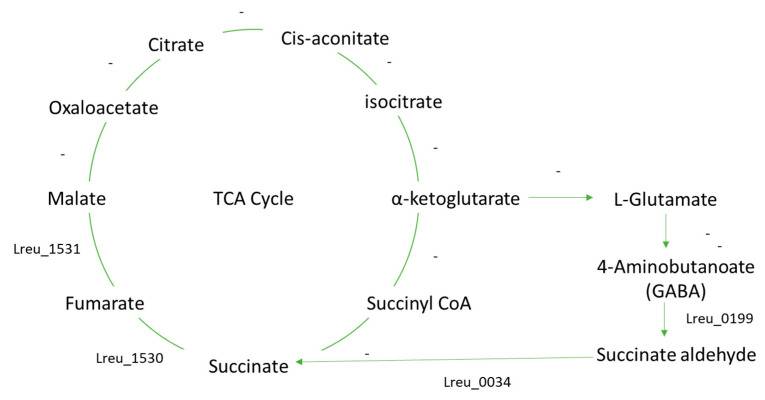 -
Citrate
Cis-aconitate
-
-
Oxaloacetate
isocitrate
-
-
-
Malate
TCA Cycle
α-ketoglutarate
L-Glutamate
-
-
Lreu_1531
-
4-Aminobutanoate
(GABA)
Fumarate
Succinyl CoA
Lreu_0199
Lreu_1530
-
Succinate aldehyde
Succinate
Lreu_0034